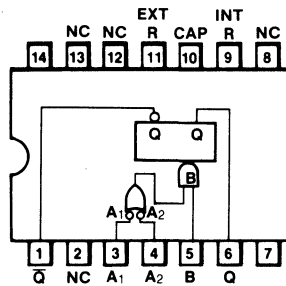 EXT INT
NC NC R CAP R NC
14 13 12 11 10 9 8
Q Q
B
A1 A2
1 2 3 4 5 6 7
Q̅ NC A1 A2 B Q